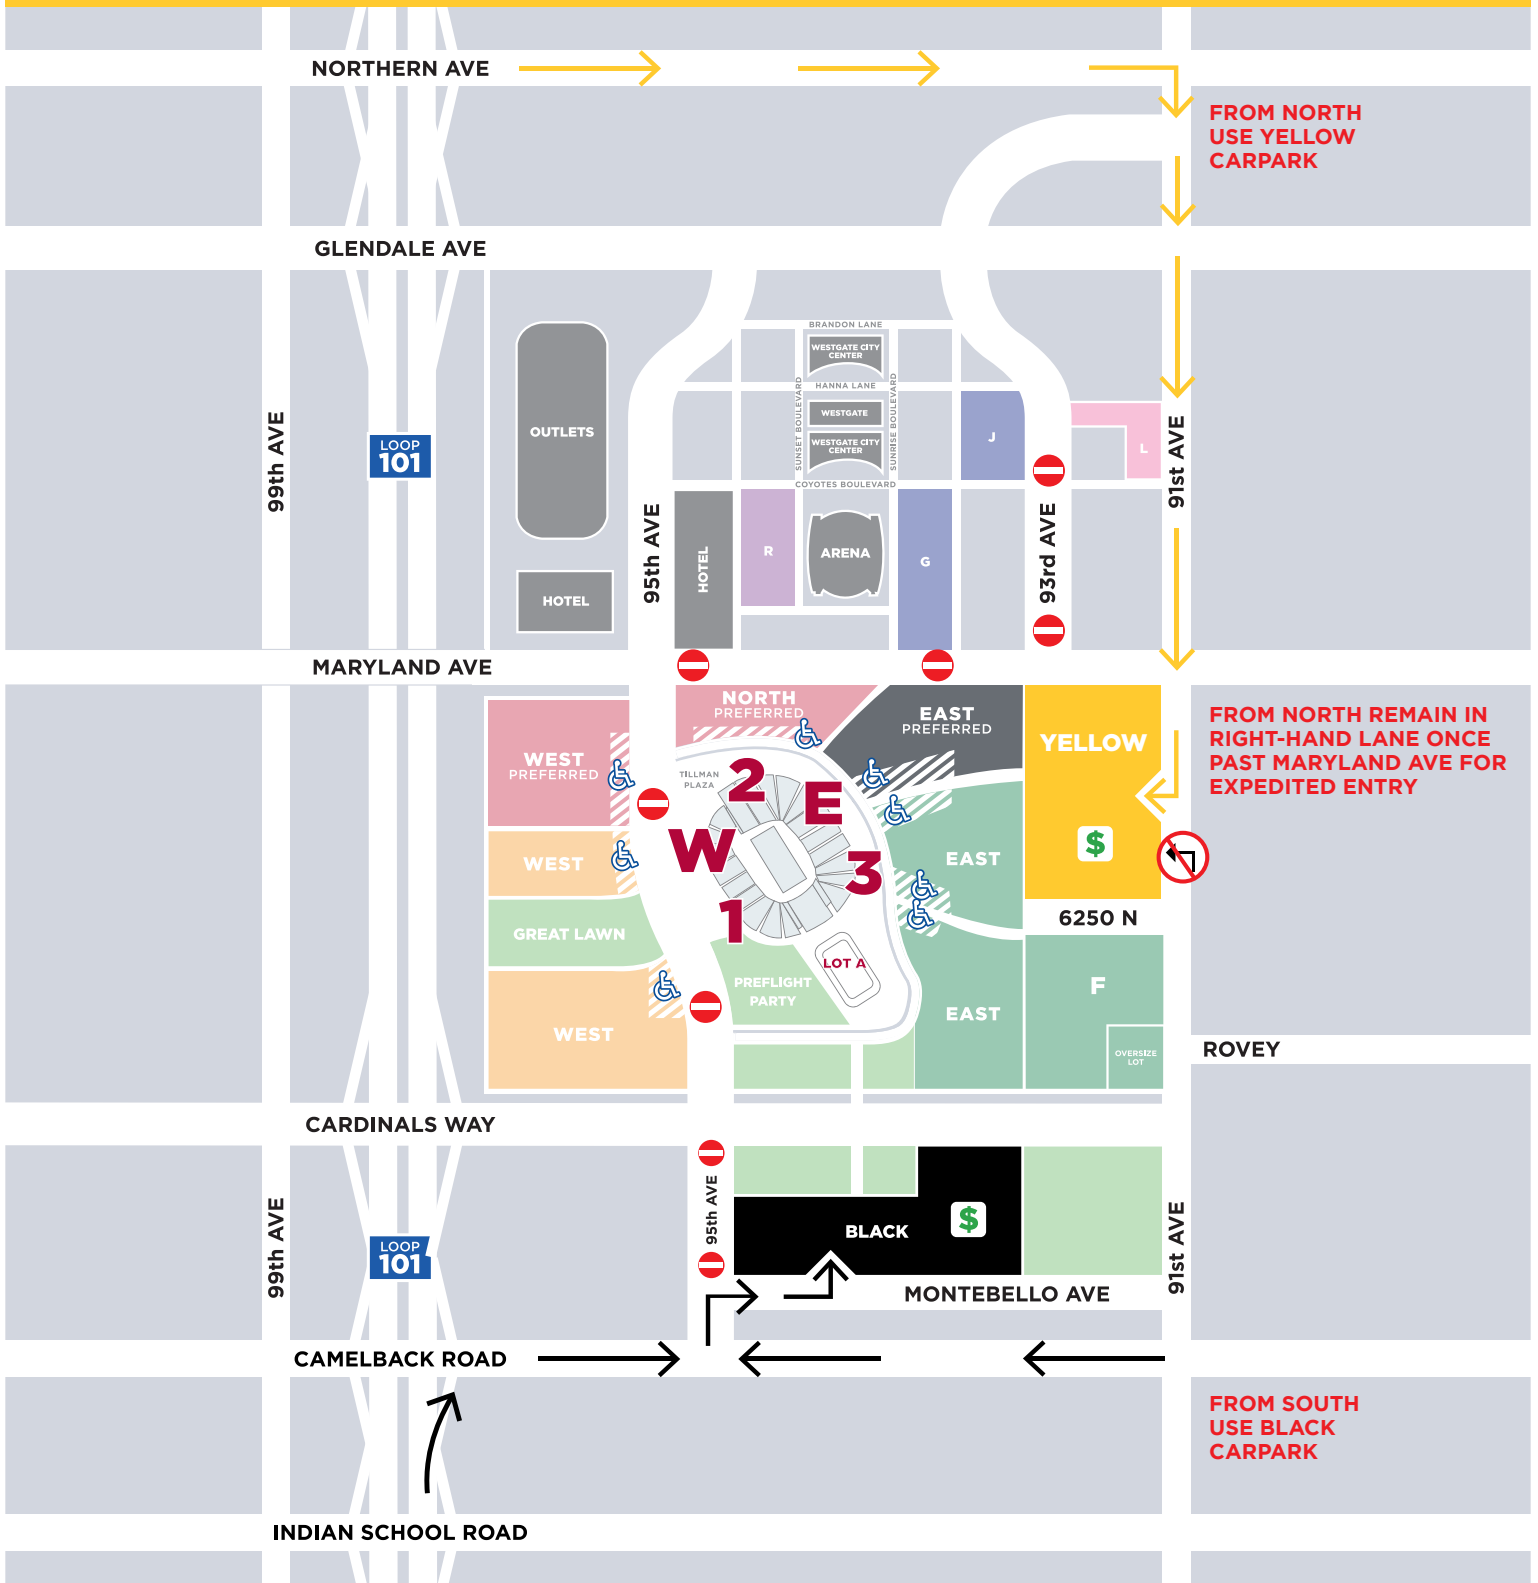 NORTHERN AVE
FROM NORTH
USE YELLOW
CARPARK
GLENDALE AVE
BRANDON LANE
WESTGATE CITY
CENTER
HANNA LANE
SUNSET BOULEVARD
SUNRISE BOULEVARD
WESTGATE
WESTGATE CITY
CENTER
COYOTES BOULEVARD
OUTLETS
J
L
99th AVE
LOOP
101
91st AVE
95th AVE
HOTEL
R
ARENA
G
93rd AVE
HOTEL
MARYLAND AVE
NORTH
PREFERRED
EAST
PREFERRED
YELLOW
FROM NORTH REMAIN IN
RIGHT-HAND LANE ONCE
PAST MARYLAND AVE FOR
EXPEDITED ENTRY
WEST
PREFERRED
TILLMAN
PLAZA
2
E
W
3
1
$
WEST
EAST
6250 N
GREAT LAWN
LOT A
PREFLIGHT
PARTY
F
WEST
EAST
OVERSIZE
LOT
ROVEY
CARDINALS WAY
99th AVE
LOOP
101
95th AVE
BLACK
$
91st AVE
MONTEBELLO AVE
CAMELBACK ROAD
FROM SOUTH
USE BLACK
CARPARK
INDIAN SCHOOL ROAD